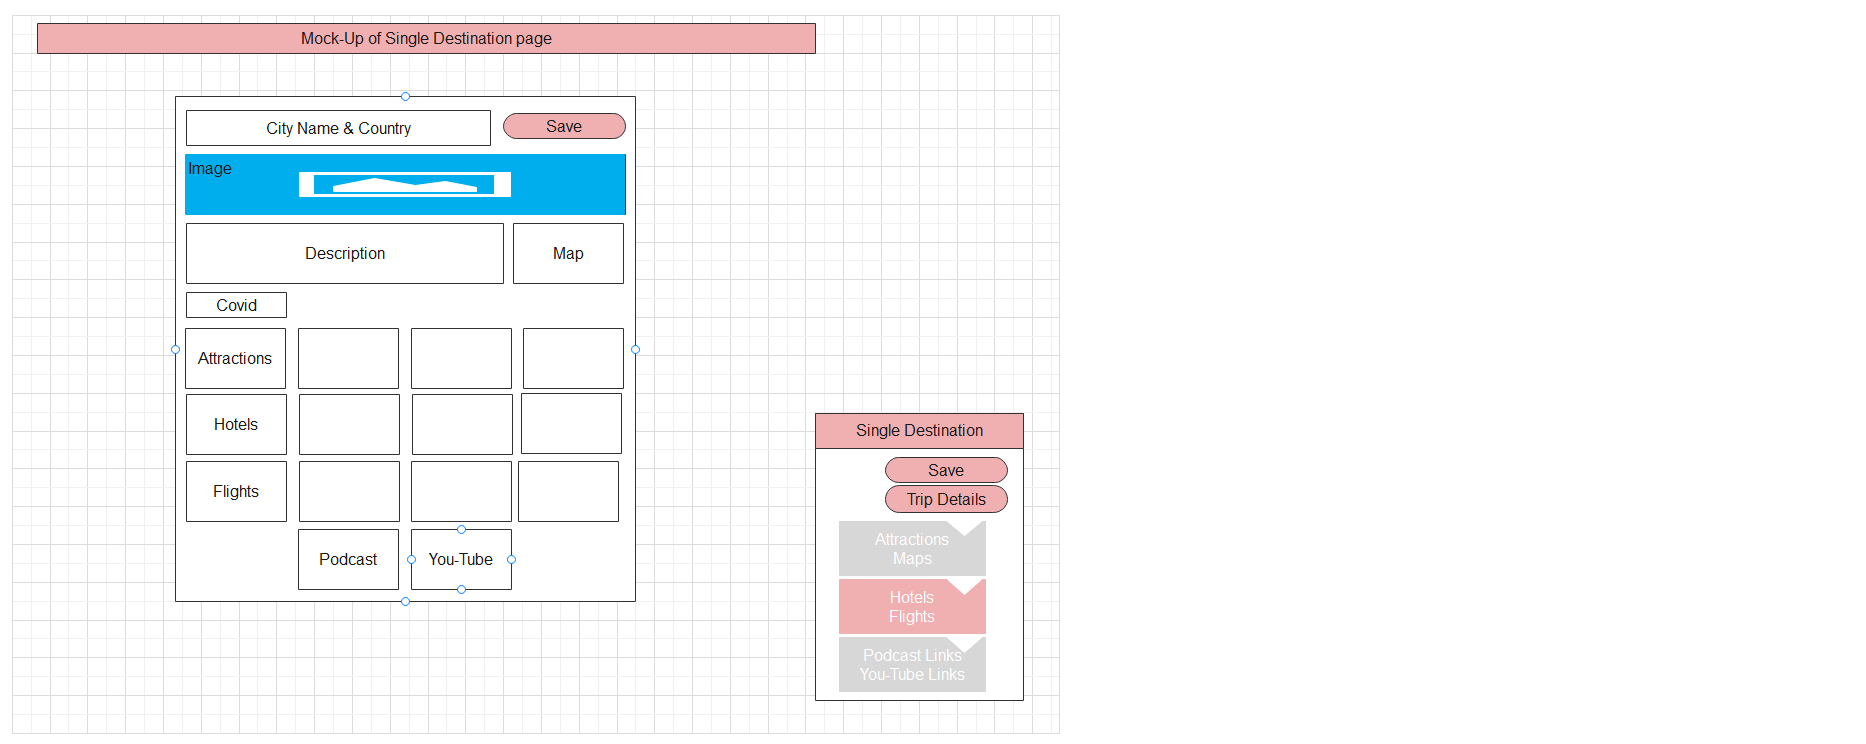 Mock-Up of Single Destination page
City Name & Country
Save
Image
Description
Map
Covid
Attractions
Hotels
Flights
Podcast
You-Tube
Single Destination
Save
Trip Details
Attractions
Maps
Hotels
Flights
Podcast Links
You-Tube Links